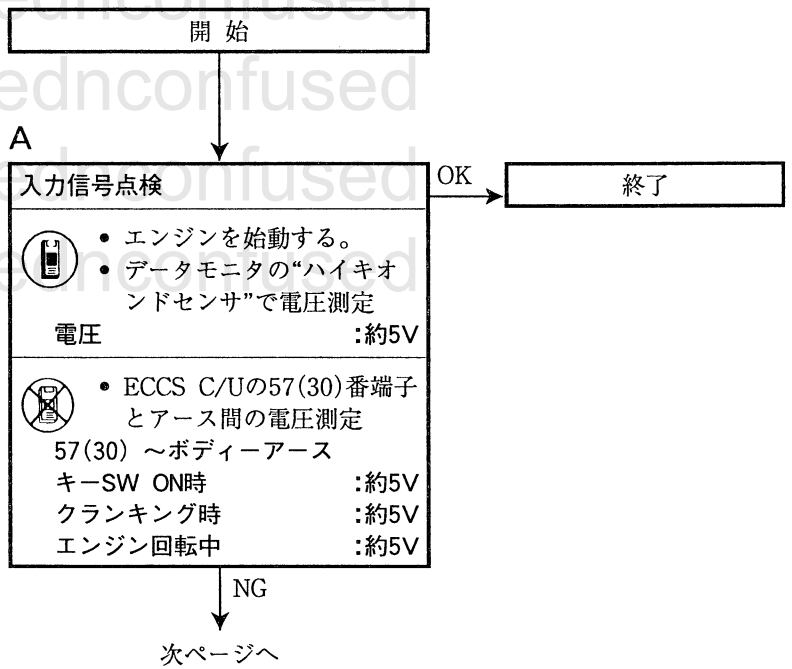 ednconfused
開始
ednconfused
A
ednconfused
入力信号点検
OK
終了
• エンジンを始動する。
• データモニタの“ハイキオ
ンドセンサ”で電圧測定
ednconfused
電圧 :約5V
• ECCS C/Uの57(30)番端子
とアース間の電圧測定
57(30) ～ボディーアース
キーSW ON時 :約5V
クランキング時 :約5V
エンジン回転中 :約5V
NG
次ページへ